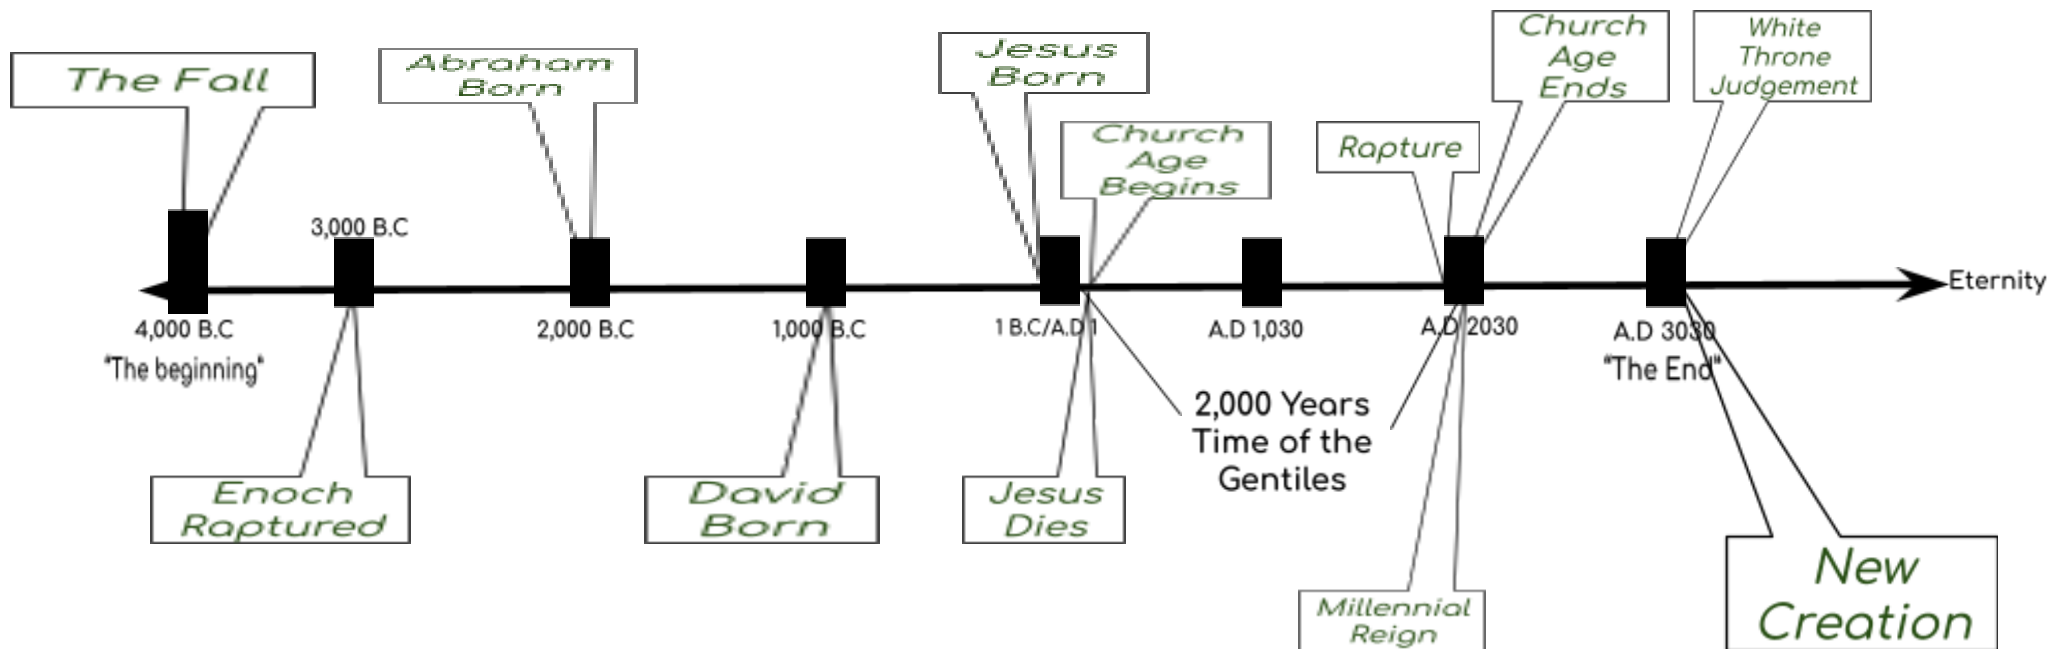 The Fall
Abraham
Born
Jesus
Born
Church
Age
Begins
Rapture
Church
Age
Ends
White
Throne
Judgement
3,000 B.C
Eternity
4,000 B.C
"The beginning"
2,000 B.C
1,000 B.C
1 B.C/A.D 1
A.D 1,030
A.D 2030
A.D 3030
"The End"
2,000 Years
Time of the
Gentiles
Enoch
Raptured
David
Born
Jesus
Dies
Millennial
Reign
New
Creation